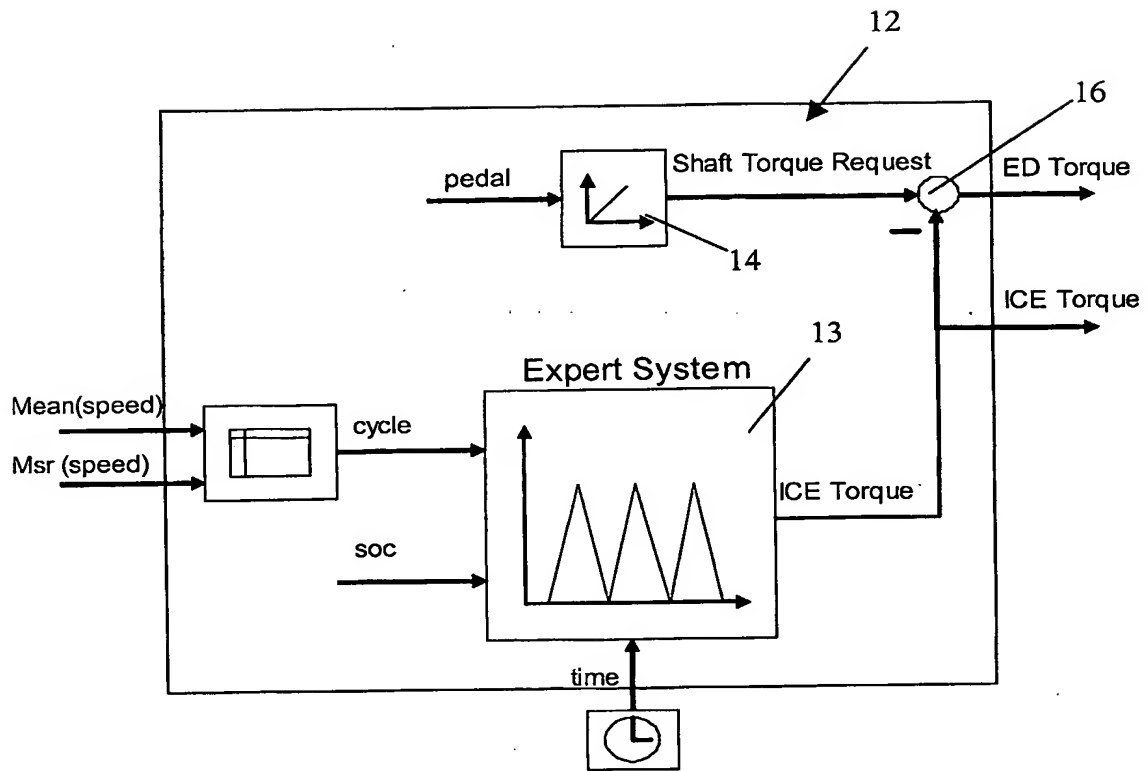 12
16
Shaft Torque Request
ED Torque
pedal
14
ICE Torque
13
Expert System
Mean(speed)
cycle
Msr (speed)
ICE Torque
soc
time